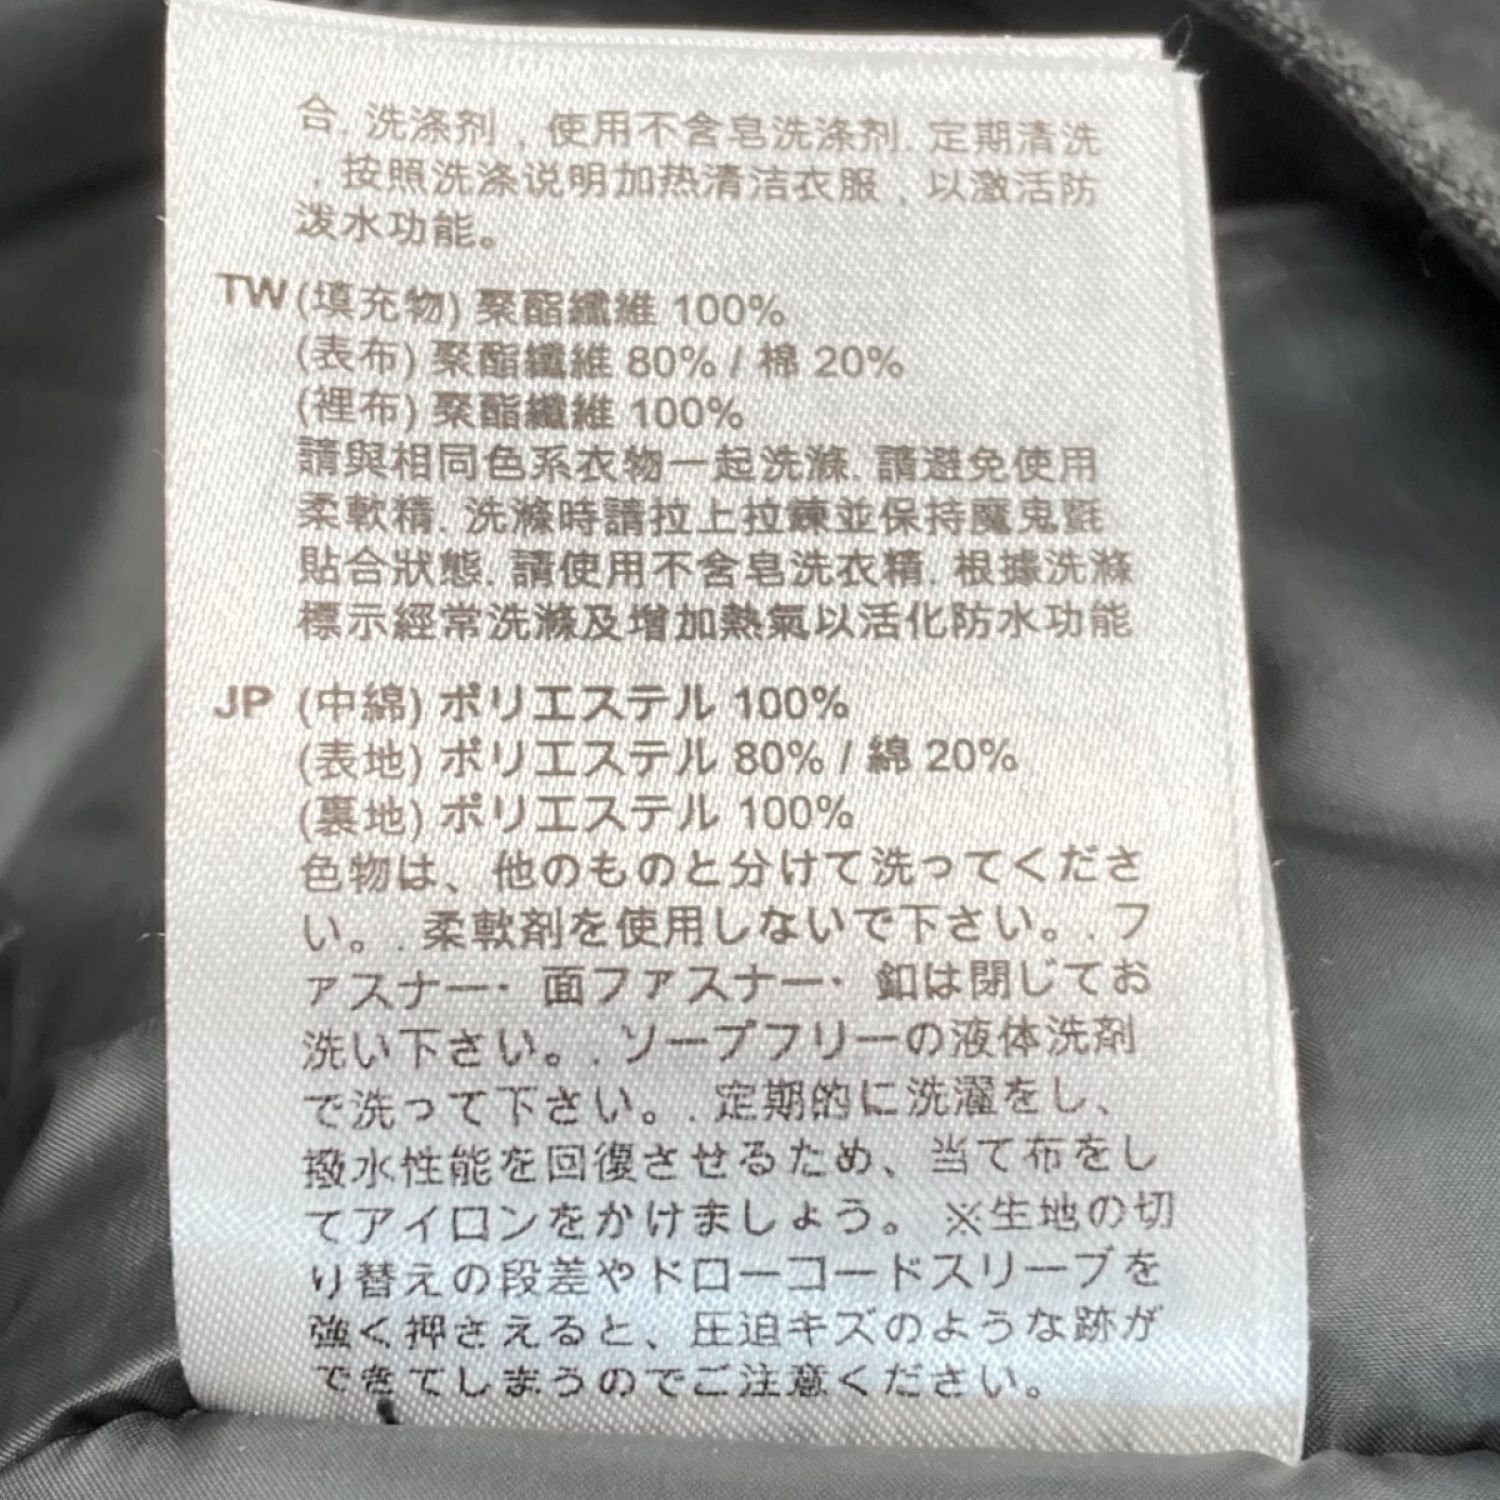 合. 洗涤剂，使用不含皂洗涤剂. 定期清洗
，按照洗涤说明加热清洁衣服，以激活防
泼水功能。
TW (填充物) 聚酯纖維 100%
(表布) 聚酯纖維 80% / 棉 20%
(裡布) 聚酯纖維 100%
請與相同色系衣物一起洗滌. 請避免使用
柔軟精. 洗滌時請拉上拉鍊並保持魔鬼氈
貼合狀態. 請使用不含皂洗衣精. 根據洗滌
標示經常洗滌及增加熱氣以活化防水功能
JP (中綿) ポリエステル 100%
(表地) ポリエステル 80% / 綿 20%
(裏地) ポリエステル 100%
色物は、他のものと分けて洗ってくださ
い。. 柔軟剤を使用しないで下さい。. フ
ァスナー・面ファスナー・釦は閉じてお
洗い下さい。. ソープフリーの液体洗剤
で洗って下さい。. 定期的に洗濯をし、
撥水性能を回復させるため、当て布をし
てアイロンをかけましょう。 ※生地の切
り替えの段差やドローコードスリーブを
強く押さえると、圧迫キズのような跡が
できてしまうのでご注意ください。